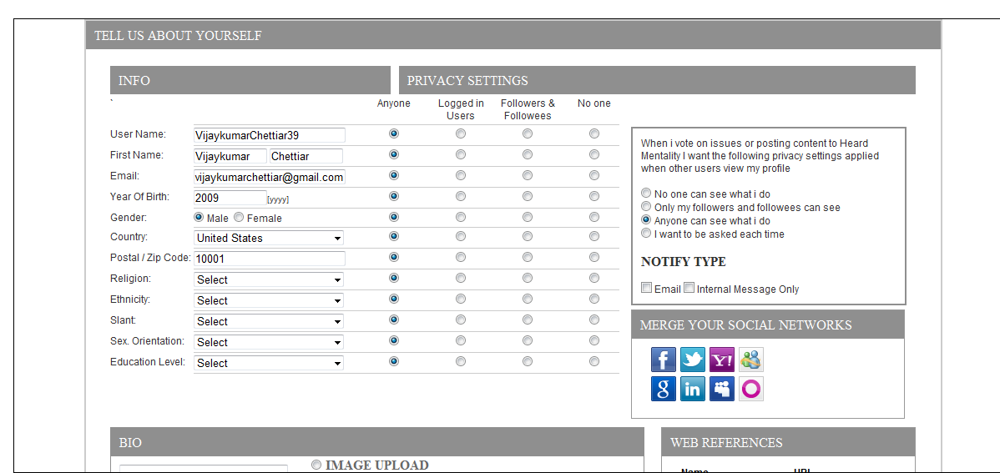 TELL US ABOUT YOURSELF
INFO
PRIVACY SETTINGS
`
Anyone
Logged in Users
Followers & Followees
No one
User Name: VijaykumarChettiar39
First Name: Vijaykumar Chettiar
Email: vijaykumarchettiar@gmail.com
Year Of Birth: 2009 [yyyy]
Gender: Male Female
Country: United States
Postal / Zip Code: 10001
Religion: Select
Ethnicity: Select
Slant: Select
Sex. Orientation: Select
Education Level: Select
When i vote on issues or posting content to Heard
Mentality I want the following privacy settings applied
when other users view my profile
No one can see what i do
Only my followers and followees can see
Anyone can see what i do
I want to be asked each time
NOTIFY TYPE
Email Internal Message Only
MERGE YOUR SOCIAL NETWORKS
f Y!
g in
BIO
IMAGE UPLOAD
WEB REFERENCES
Name URL